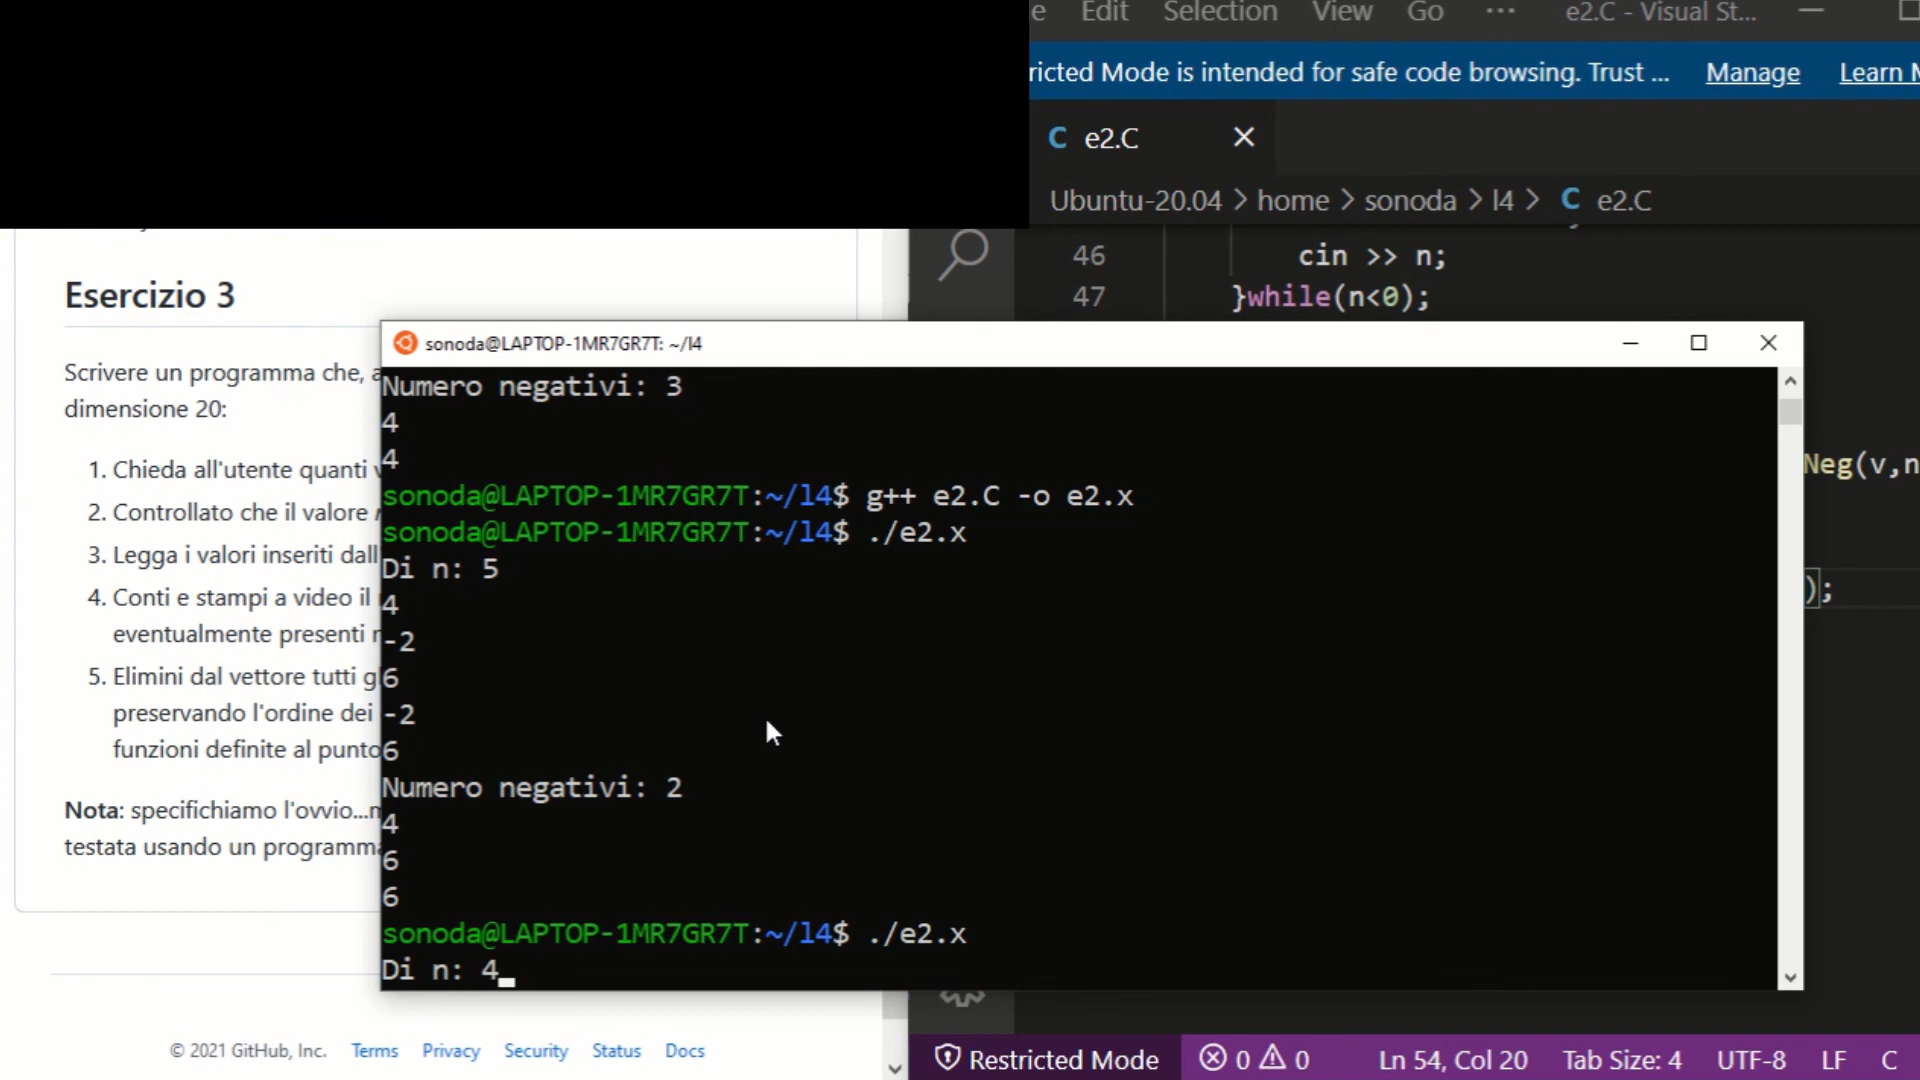 e Edit Selection View Go ··· e2.C - Visual St...
ricted Mode is intended for safe code browsing. Trust ... Manage Learn
C e2.C
Ubuntu-20.04 > home > sonoda > l4 > C e2.C
46 cin >> n;
47 }while(n<0);
Neg(v,n
);
Esercizio 3
Scrivere un programma che,
dimensione 20:
1. Chieda all'utente quanti
2. Controllato che il valore
3. Legga i valori inseriti dall'
4. Conti e stampi a video il
eventualmente presenti
5. Elimini dal vettore tutti g
preservando l'ordine dei
funzioni definite al punto
Nota: specifichiamo l'ovvio...
testata usando un programma
sonoda@LAPTOP-1MR7GR7T: ~/l4
Numero negativi: 3
4
4
sonoda@LAPTOP-1MR7GR7T:~/l4$ g++ e2.C -o e2.x
sonoda@LAPTOP-1MR7GR7T:~/l4$ ./e2.x
Di n: 5
4
-2
6
-2
6
Numero negativi: 2
4
6
6
sonoda@LAPTOP-1MR7GR7T:~/l4$ ./e2.x
Di n: 4
© 2021 GitHub, Inc. Terms Privacy Security Status Docs
Restricted Mode 0 0 Ln 54, Col 20 Tab Size: 4 UTF-8 LF C